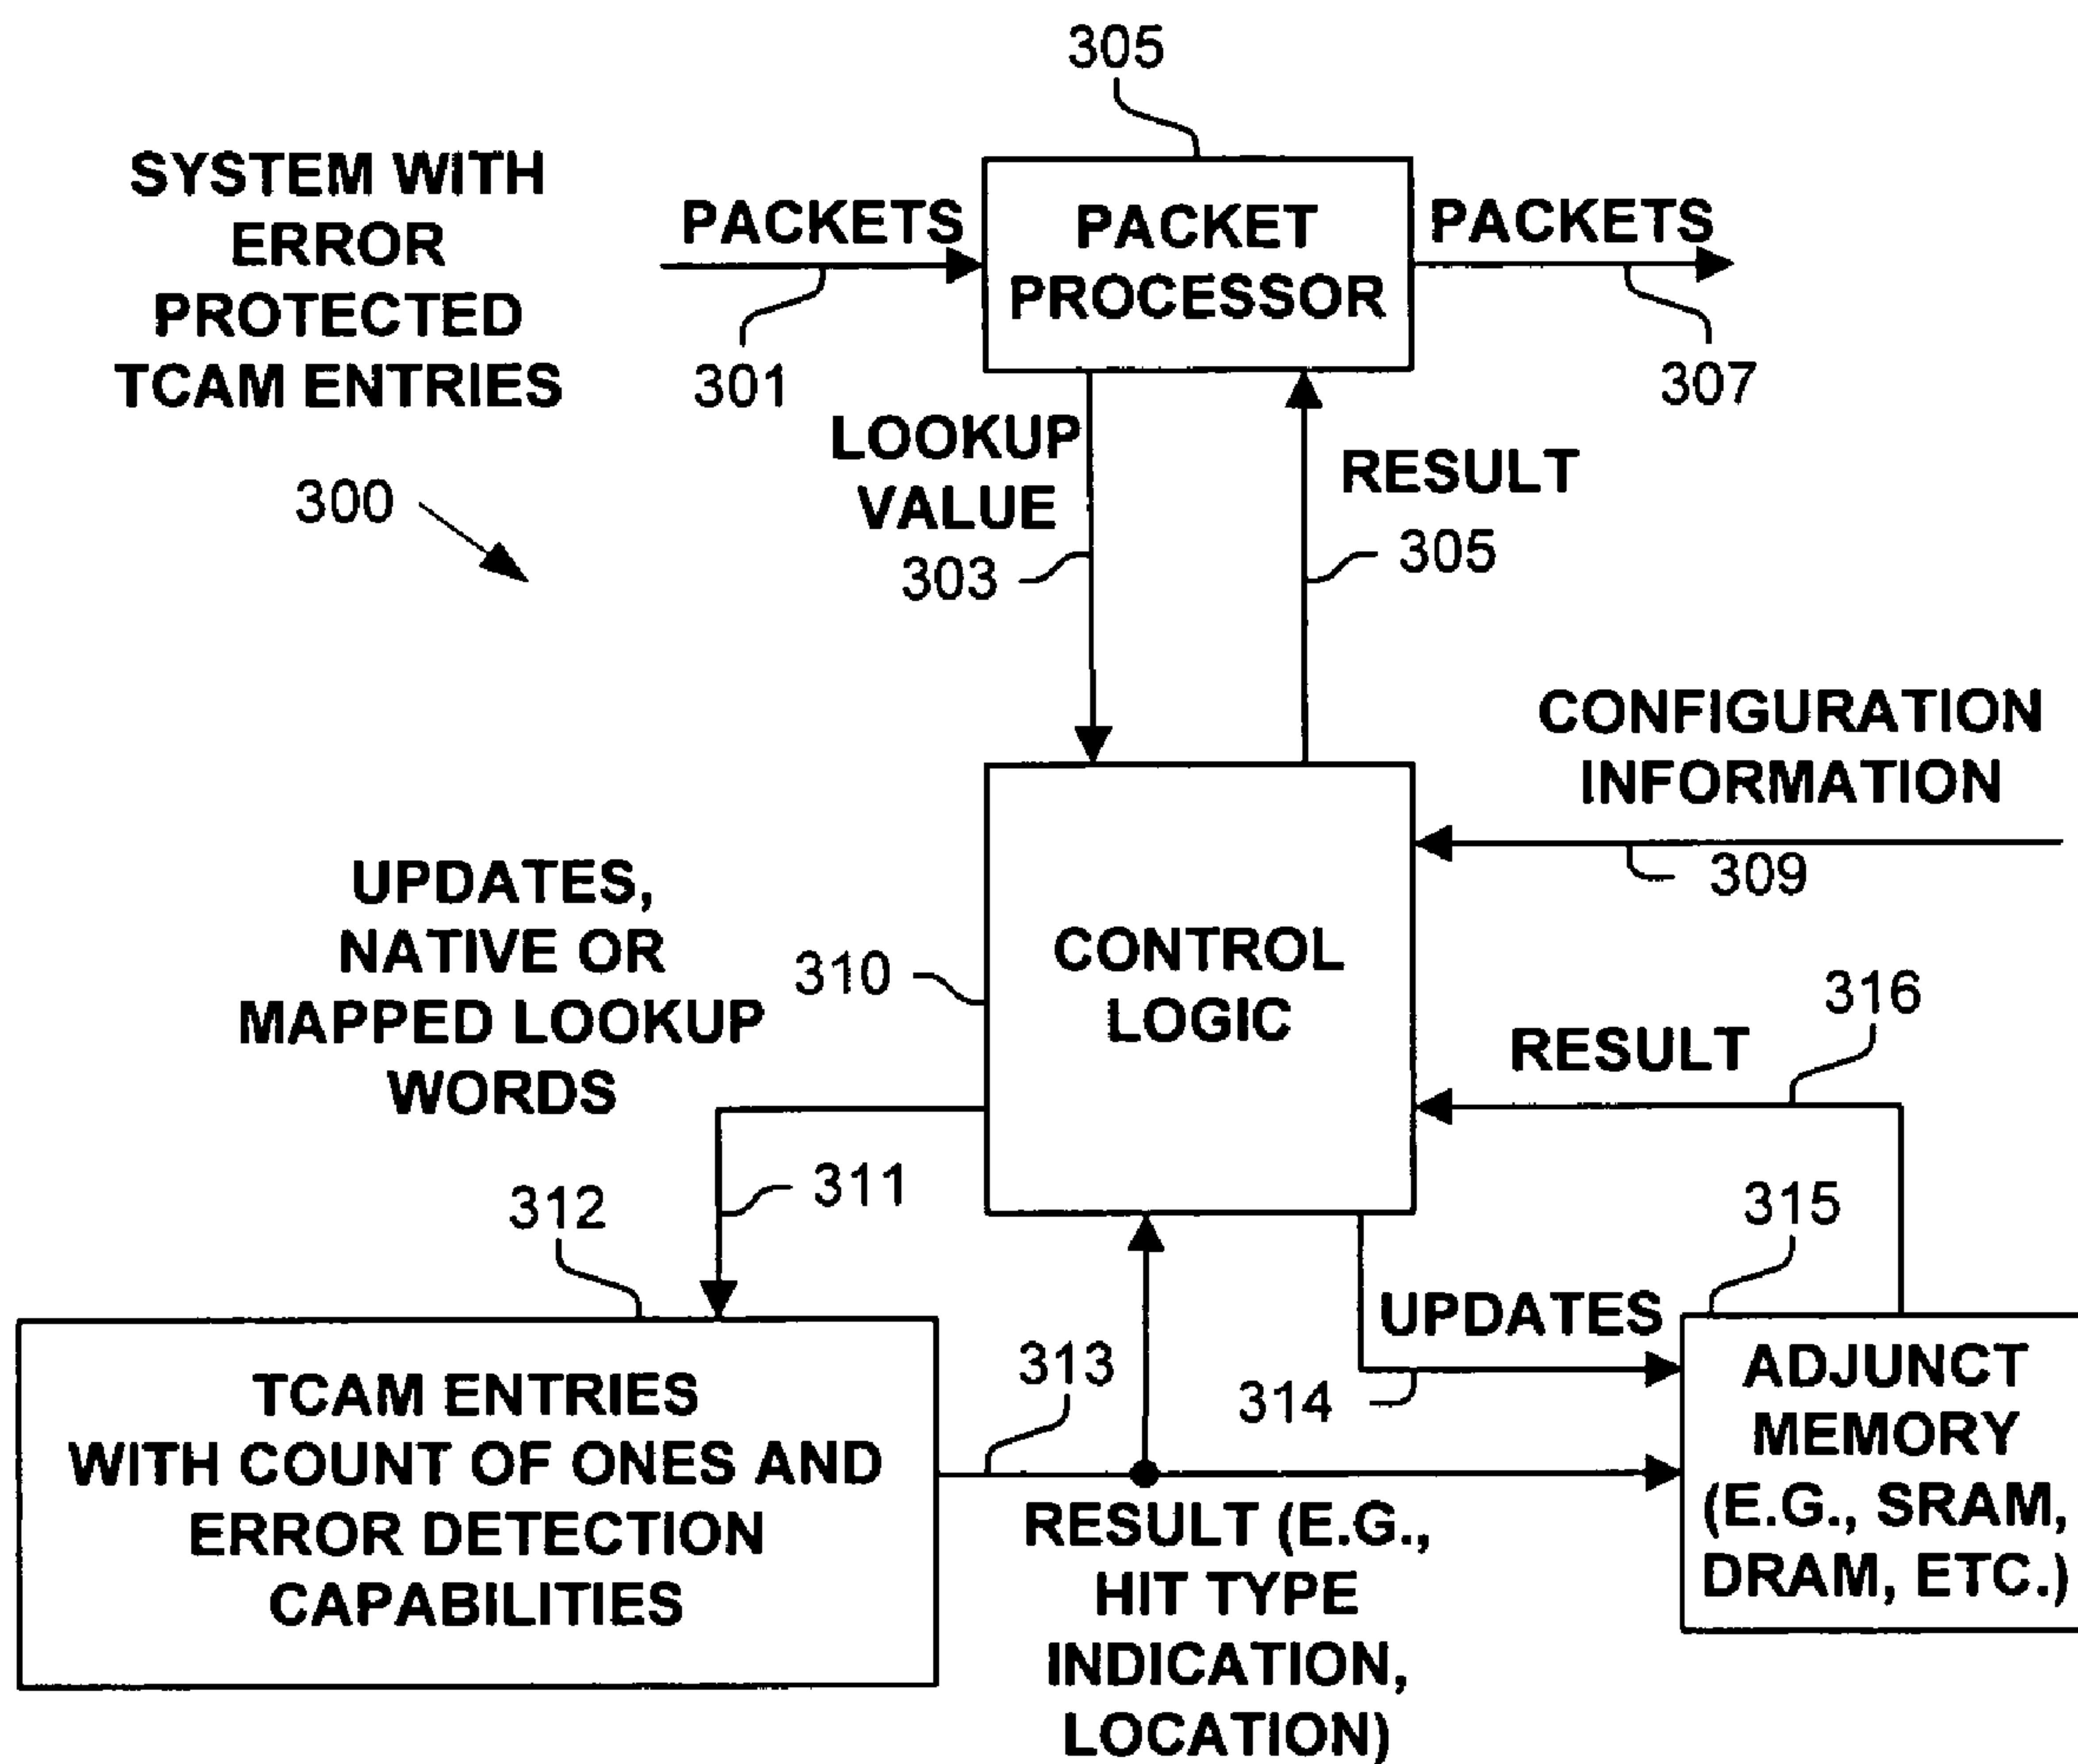 305
SYSTEM WITH
ERROR
PROTECTED
TCAM ENTRIES
300
PACKETS
301
PACKET
PROCESSOR
PACKETS
307
LOOKUP
VALUE
303
RESULT
305
CONFIGURATION
INFORMATION
309
UPDATES,
NATIVE OR
MAPPED LOOKUP
WORDS
310
CONTROL
LOGIC
316
RESULT
311
312
315
UPDATES
314
313
TCAM ENTRIES
WITH COUNT OF ONES AND
ERROR DETECTION
CAPABILITIES
ADJUNCT
MEMORY
(E.G., SRAM,
DRAM, ETC.)
RESULT (E.G.,
HIT TYPE
INDICATION,
LOCATION)